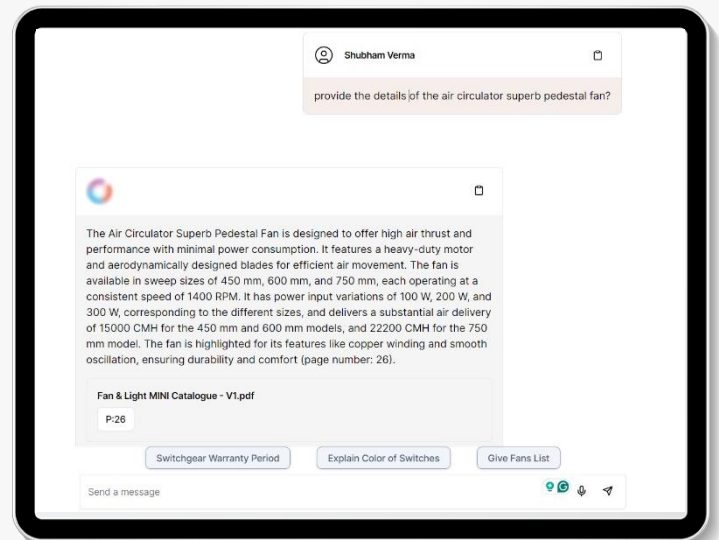 Shubham Verma
provide the details of the air circulator superb pedestal fan?
The Air Circulator Superb Pedestal Fan is designed to offer high air thrust and
performance with minimal power consumption. It features a heavy-duty motor
and aerodynamically designed blades for efficient air movement. The fan is
available in sweep sizes of 450 mm, 600 mm, and 750 mm, each operating at a
consistent speed of 1400 RPM. It has power input variations of 100 W, 200 W, and
300 W, corresponding to the different sizes, and delivers a substantial air delivery
of 15000 CMH for the 450 mm and 600 mm models, and 22200 CMH for the 750
mm model. The fan is highlighted for its features like copper winding and smooth
oscillation, ensuring durability and comfort (page number: 26).
Fan & Light MINI Catalogue - V1.pdf
P:26
Switchgear Warranty Period
Explain Color of Switches
Give Fans List
Send a message